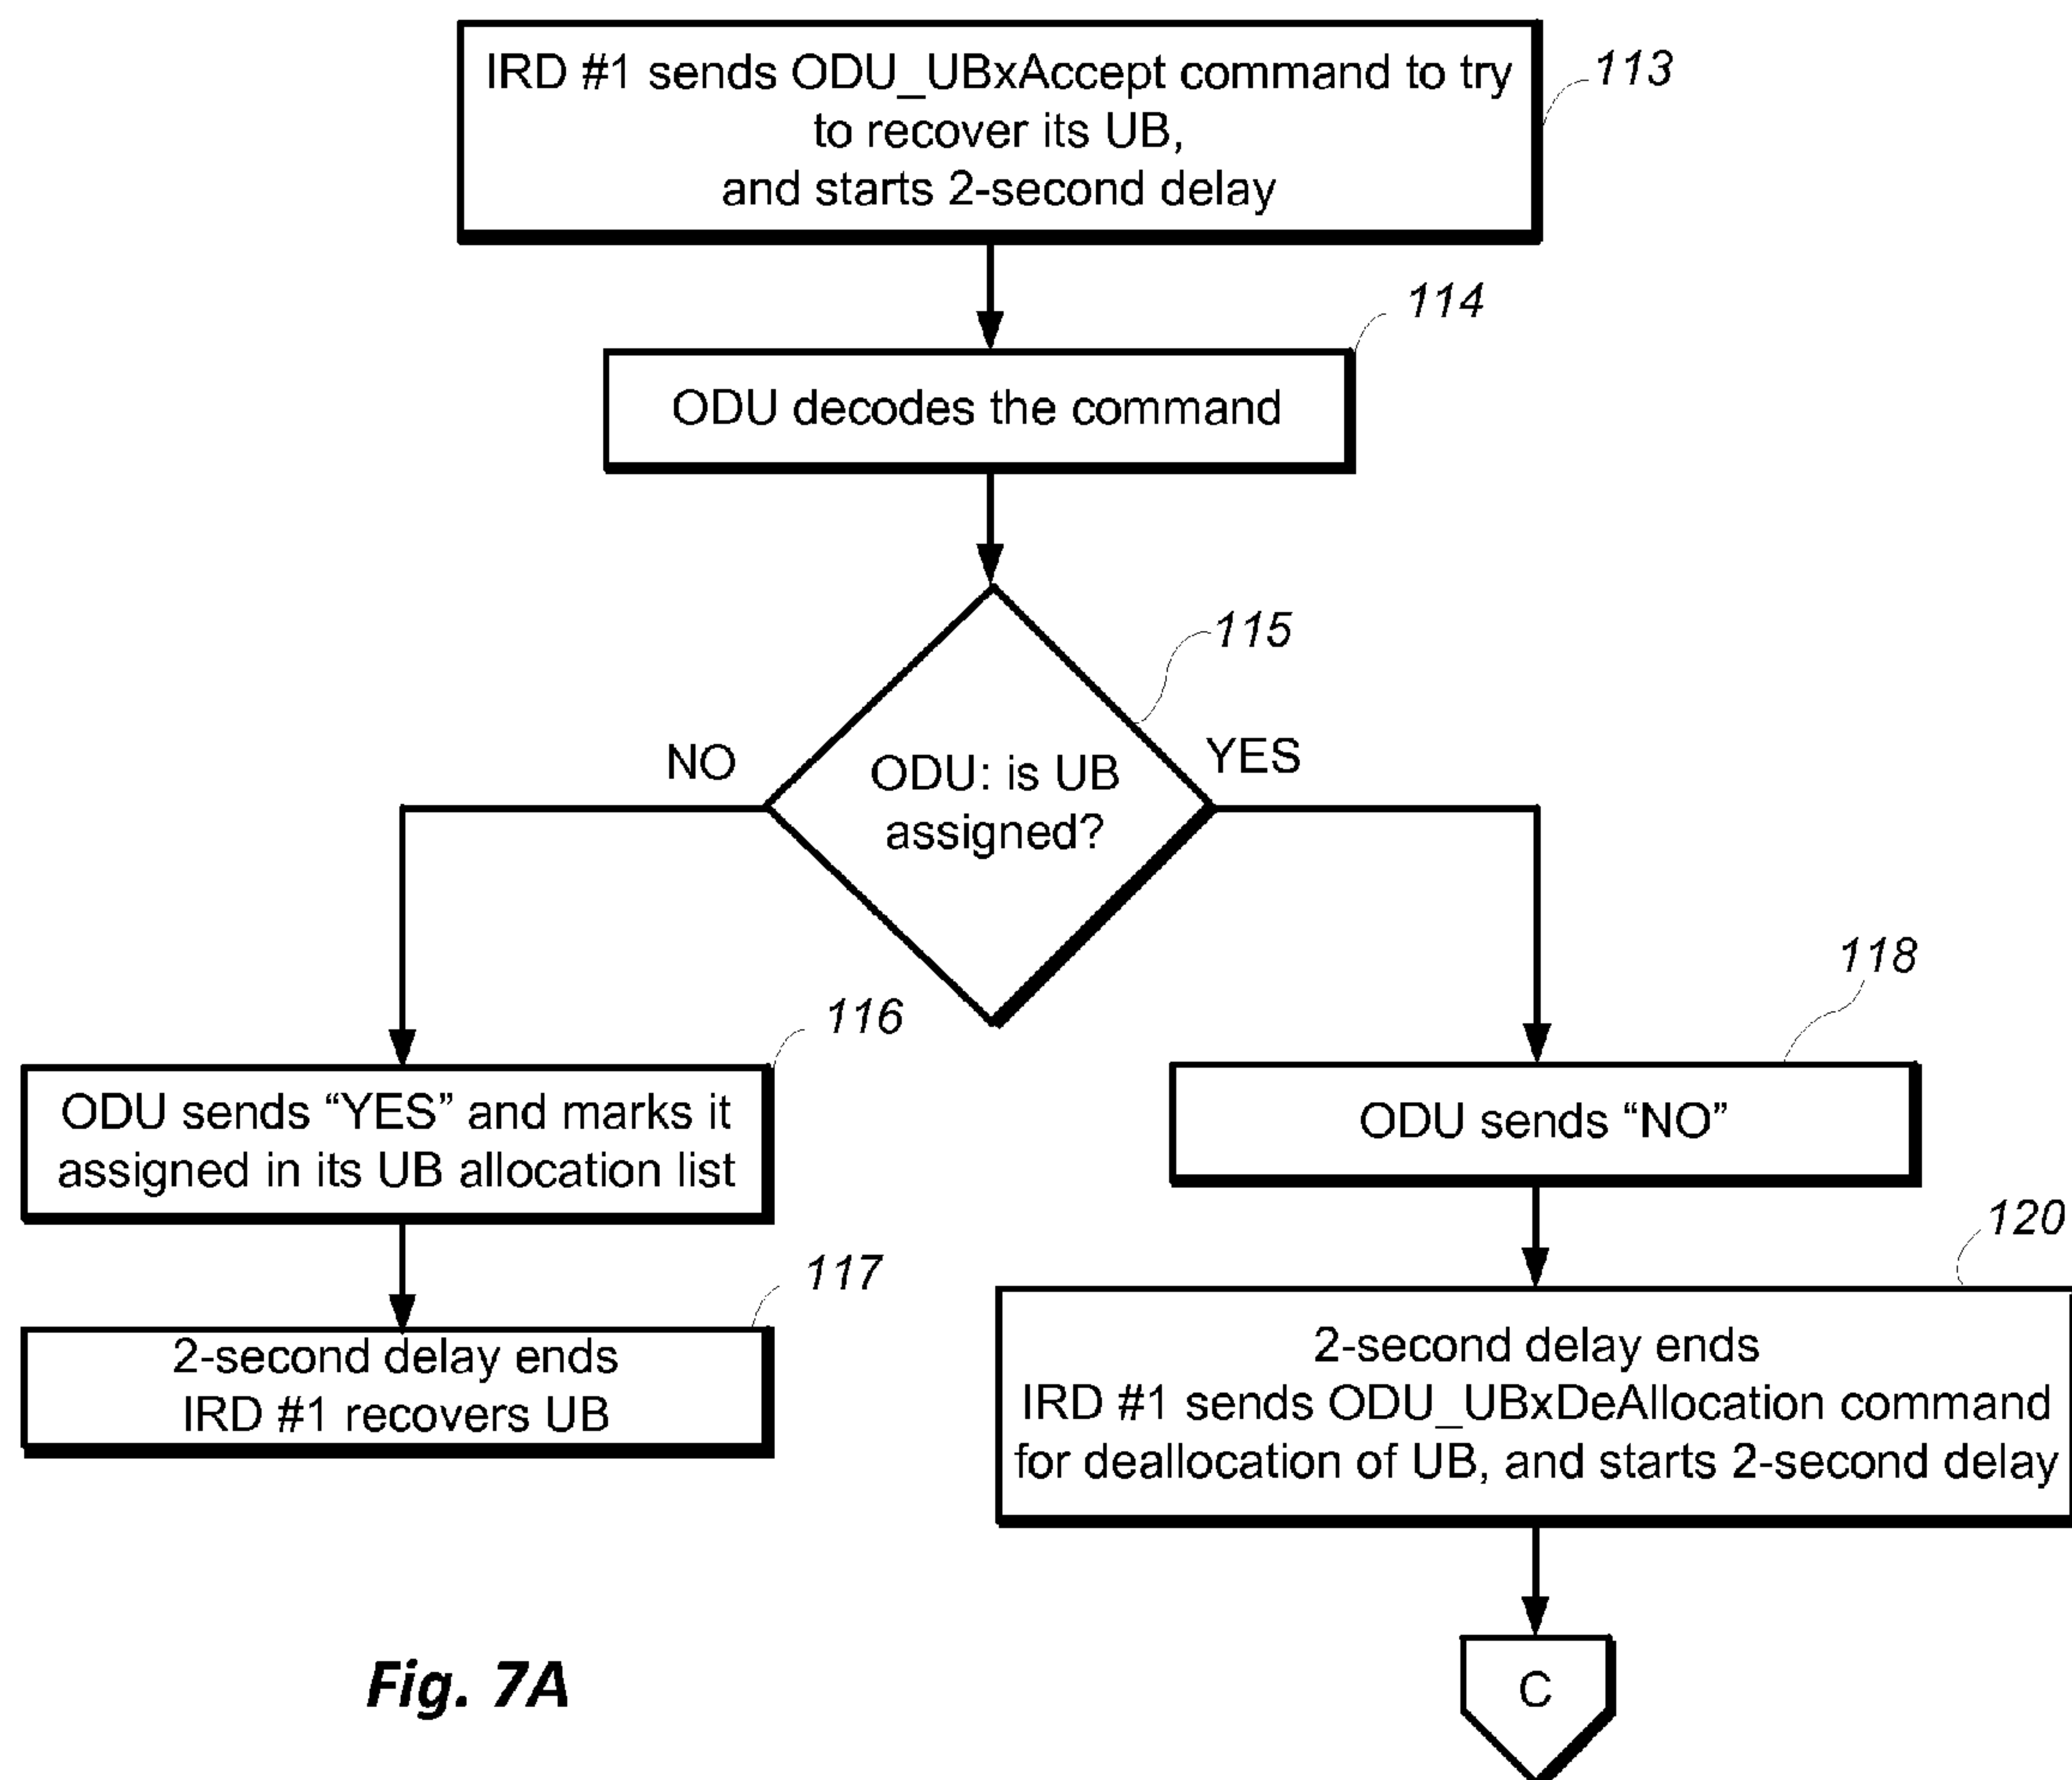 IRD #1 sends ODU_UBxAccept command to try
to recover its UB,
and starts 2-second delay
113
114
ODU decodes the command
115
NO
YES
ODU: is UB
assigned?
118
116
ODU sends “YES” and marks it
assigned in its UB allocation list
ODU sends “NO”
120
117
2-second delay ends
IRD #1 recovers UB
2-second delay ends
IRD #1 sends ODU_UBxDeAllocation command
for deallocation of UB, and starts 2-second delay
Fig. 7A
C